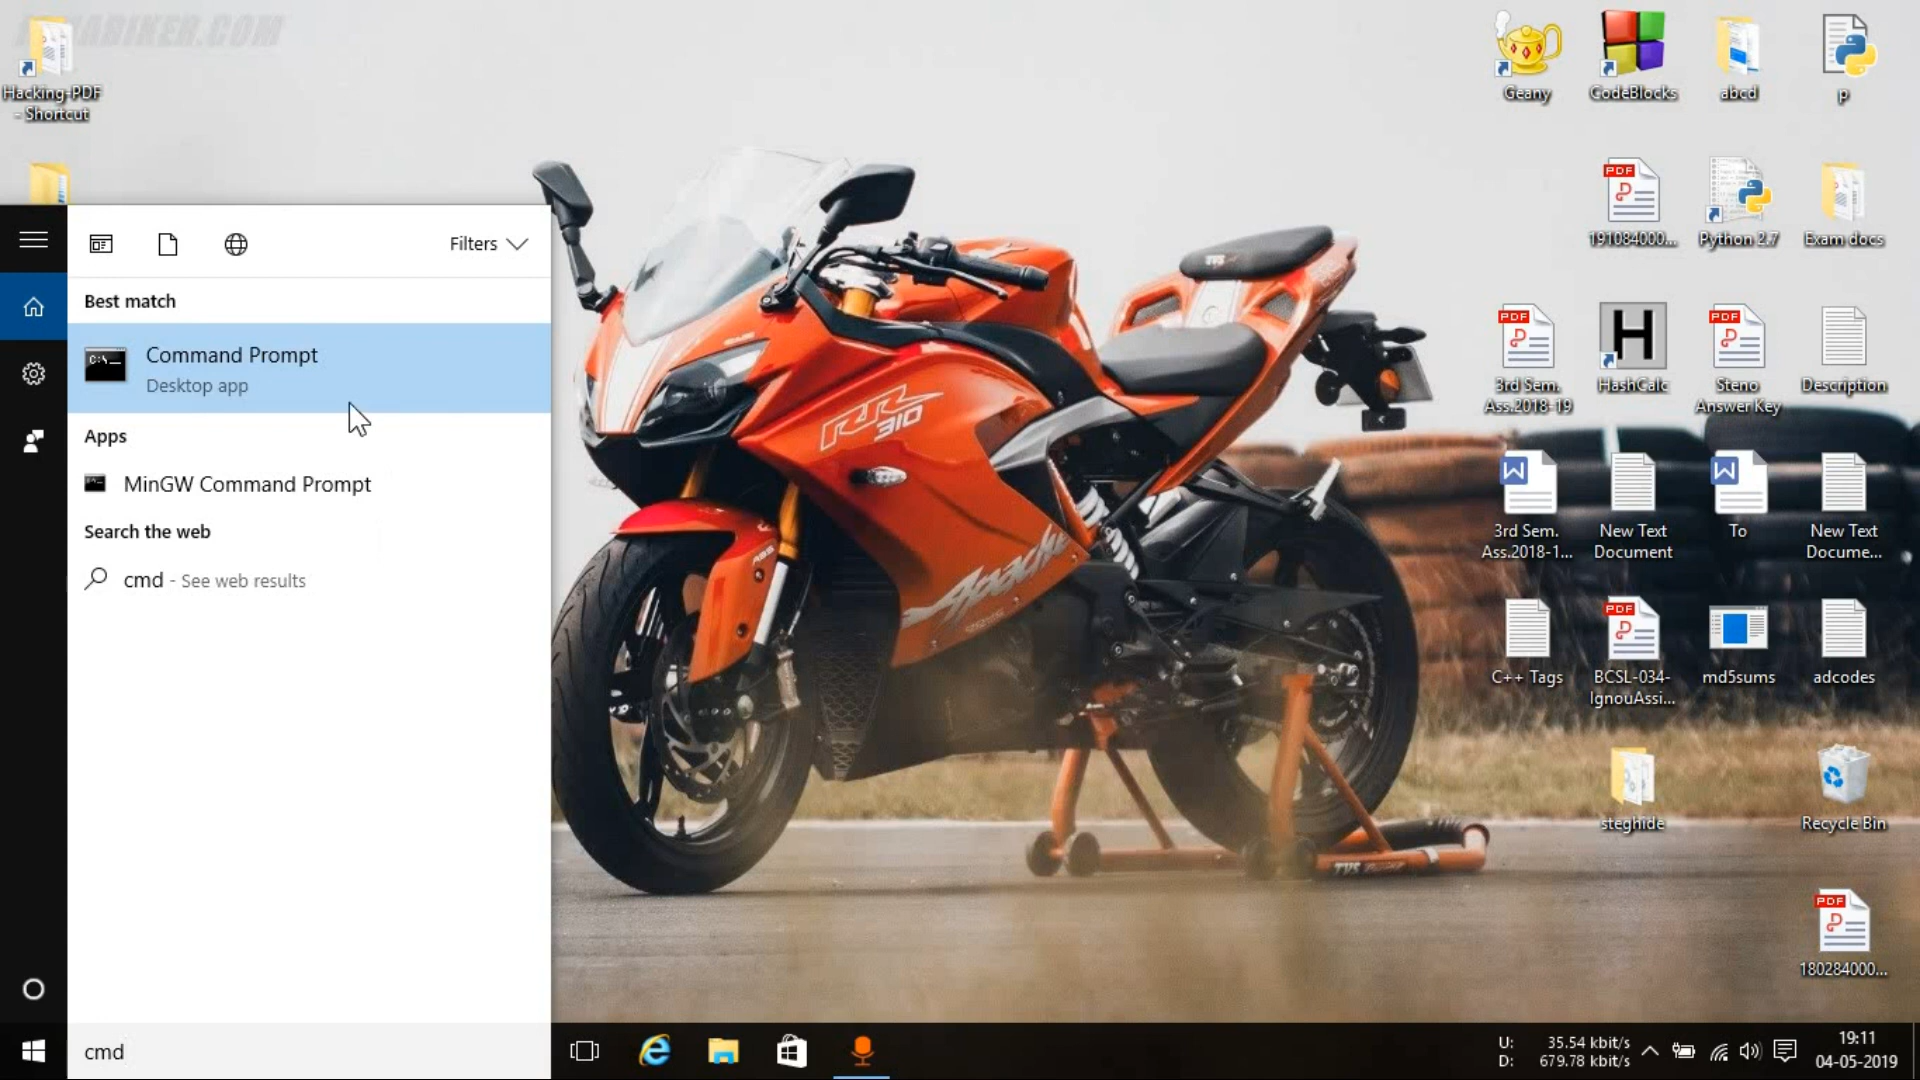 Hacking-PDF
- Shortcut
Filters
Best match
Command Prompt
Desktop app
Apps
MinGW Command Prompt
Search the web
cmd - See web results
cmd
RR
310
Apache
TVS
TVS
Geany
CodeBlocks
abcd
p
191084000...
Python 2.7
Exam docs
3rd Sem.
Ass.2018-19
HashCalc
Steno
Answer Key
Description
3rd Sem.
Ass.2018-1...
New Text
Document
To
New Text
Docume...
C++ Tags
BCSL-034-
IgnouAssi...
md5sums
adcodes
steghide
Recycle Bin
180284000...
U: 35.54 kbit/s
D: 679.78 kbit/s
19:11
04-05-2019